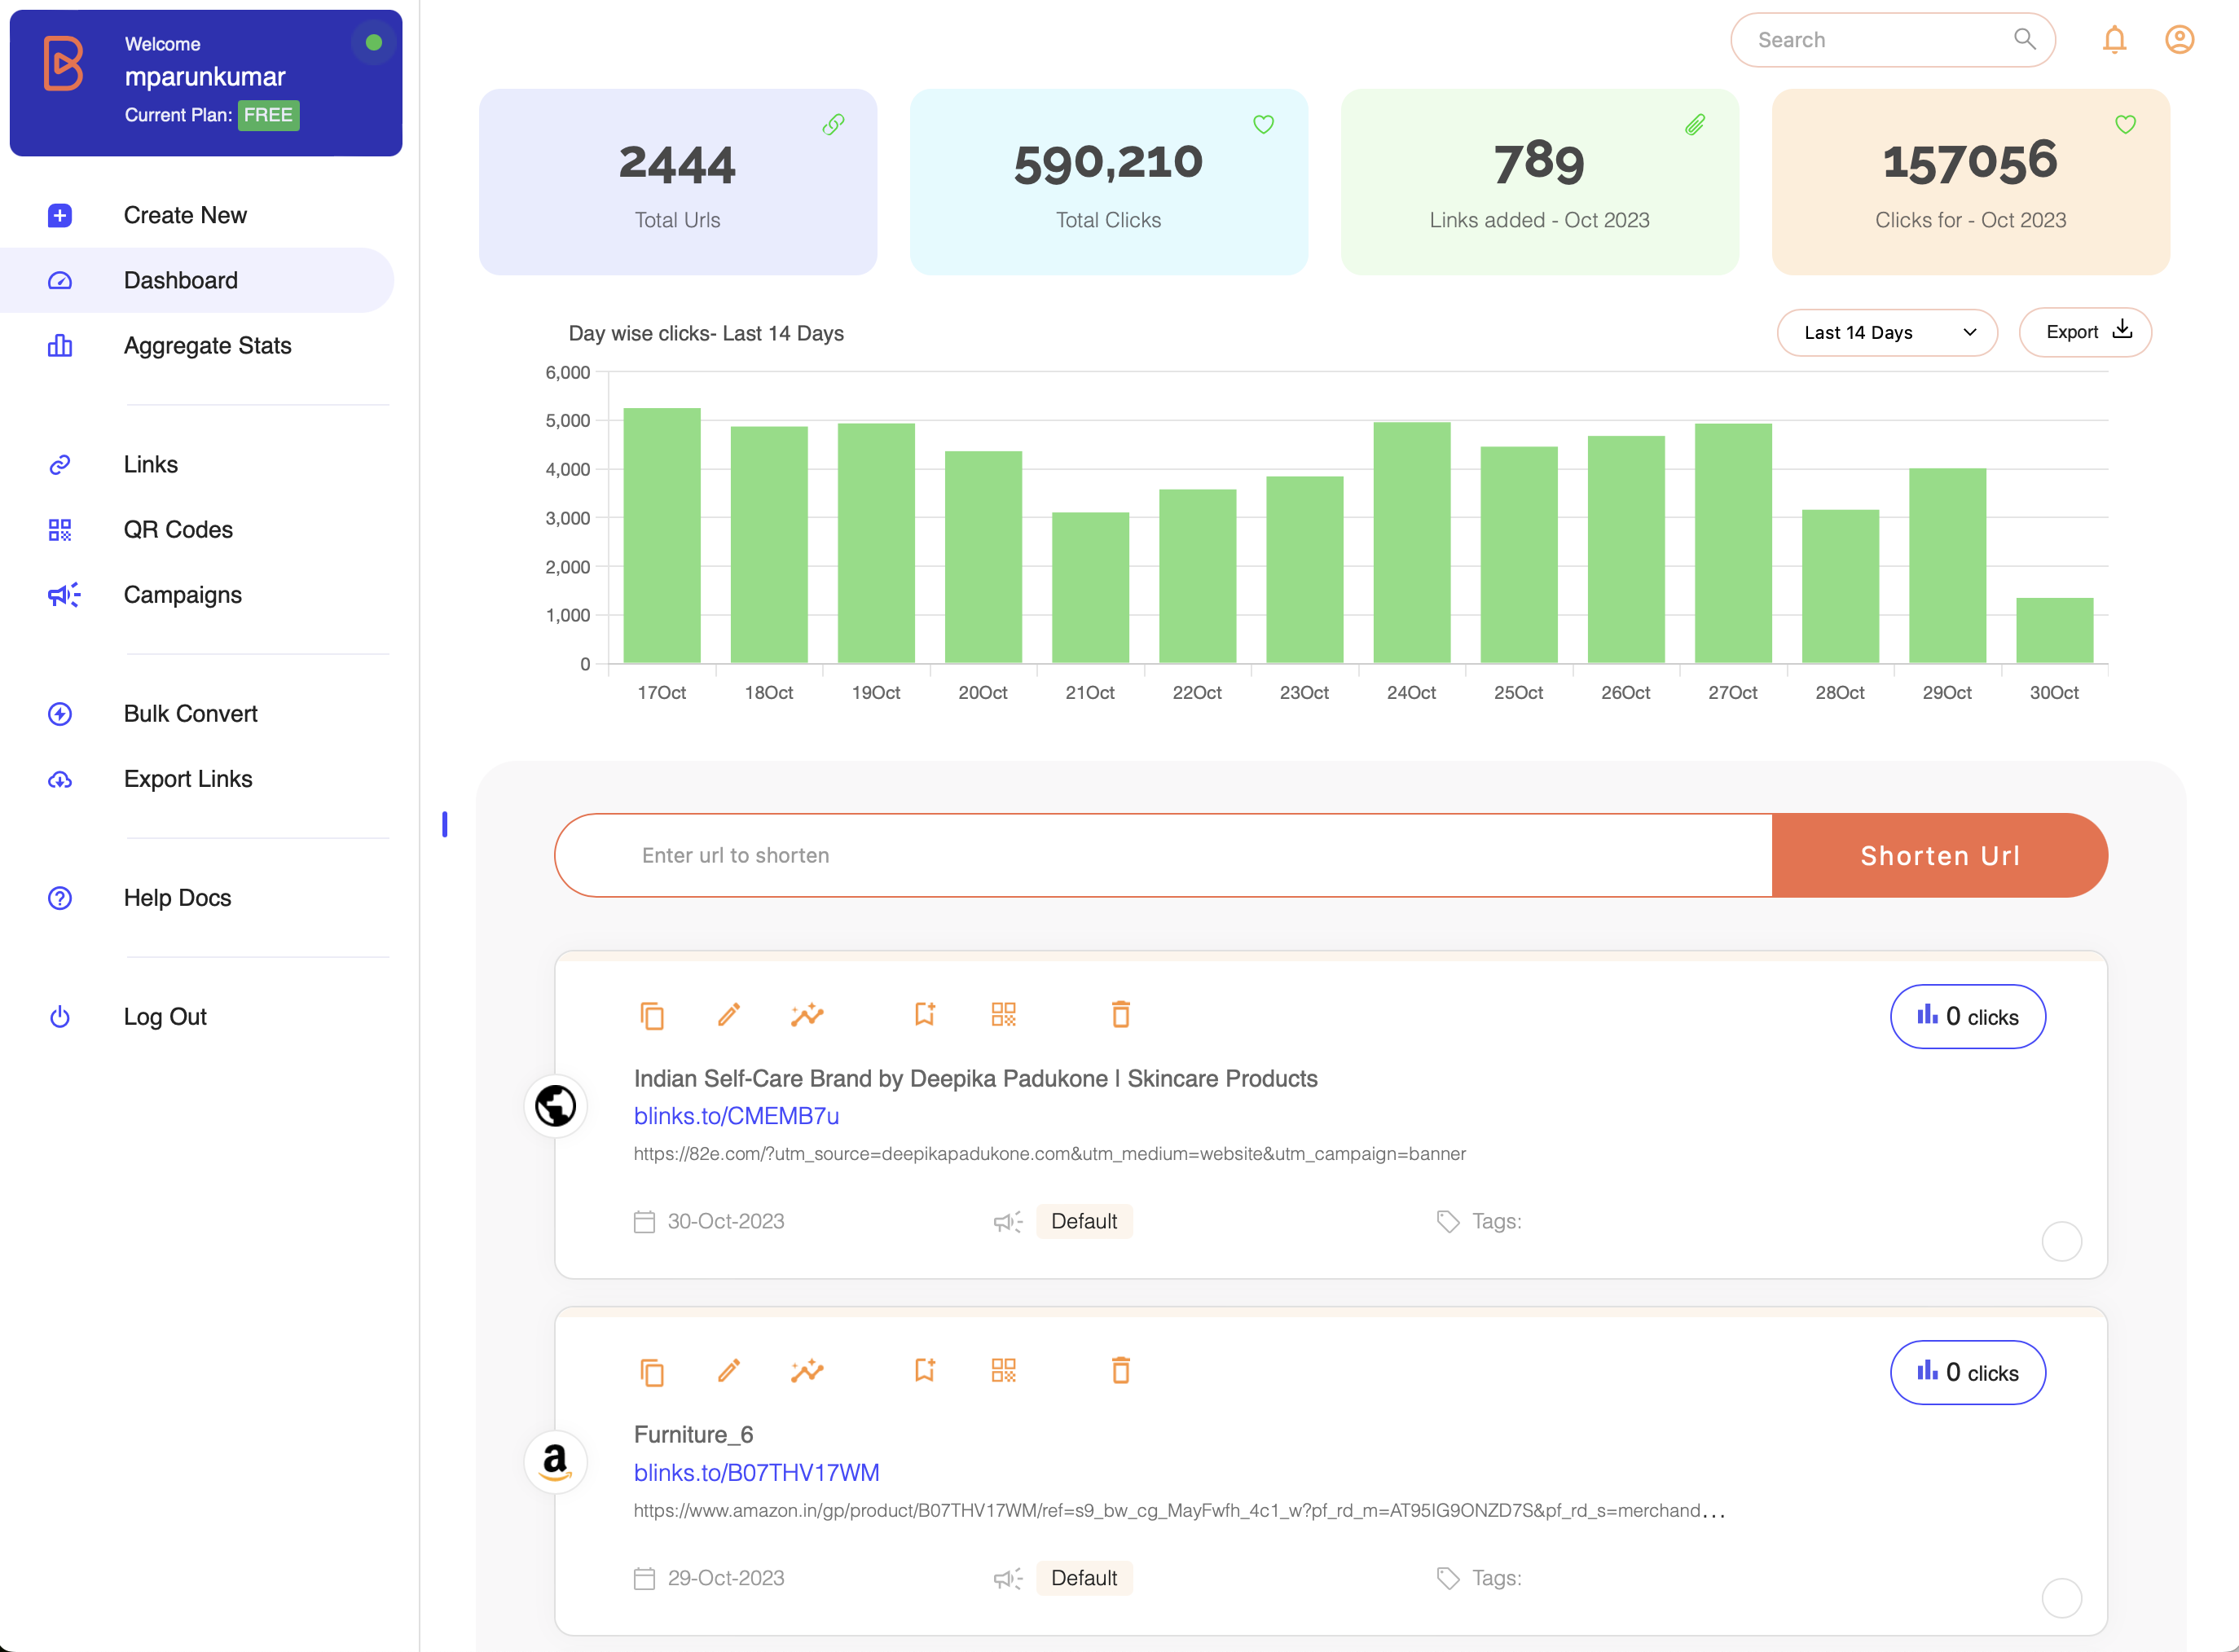 Welcome
mparunkumar
Current Plan: FREE
Create New
Dashboard
Aggregate Stats
Links
QR Codes
Campaigns
Bulk Convert
Export Links
Help Docs
Log Out
Search
2444
Total Urls
590,210
Total Clicks
789
Links added - Oct 2023
157056
Clicks for - Oct 2023
Day wise clicks- Last 14 Days
Last 14 Days
Export
6,000
5,000
4,000
3,000
2,000
1,000
0
17Oct 18Oct 19Oct 20Oct 21Oct 22Oct 23Oct 24Oct 25Oct 26Oct 27Oct 28Oct 29Oct 30Oct
Enter url to shorten
Shorten Url
0 clicks
Indian Self-Care Brand by Deepika Padukone | Skincare Products
blinks.to/CMEMB7u
https://82e.com/?utm_source=deepikapadukone.com&utm_medium=website&utm_campaign=banner
30-Oct-2023 Default Tags:
0 clicks
Furniture_6
blinks.to/B07THV17WM
https://www.amazon.in/gp/product/B07THV17WM/ref=s9_bw_cg_MayFwfh_4c1_w?pf_rd_m=AT95IG9ONZD7S&pf_rd_s=merchand...
29-Oct-2023 Default Tags: